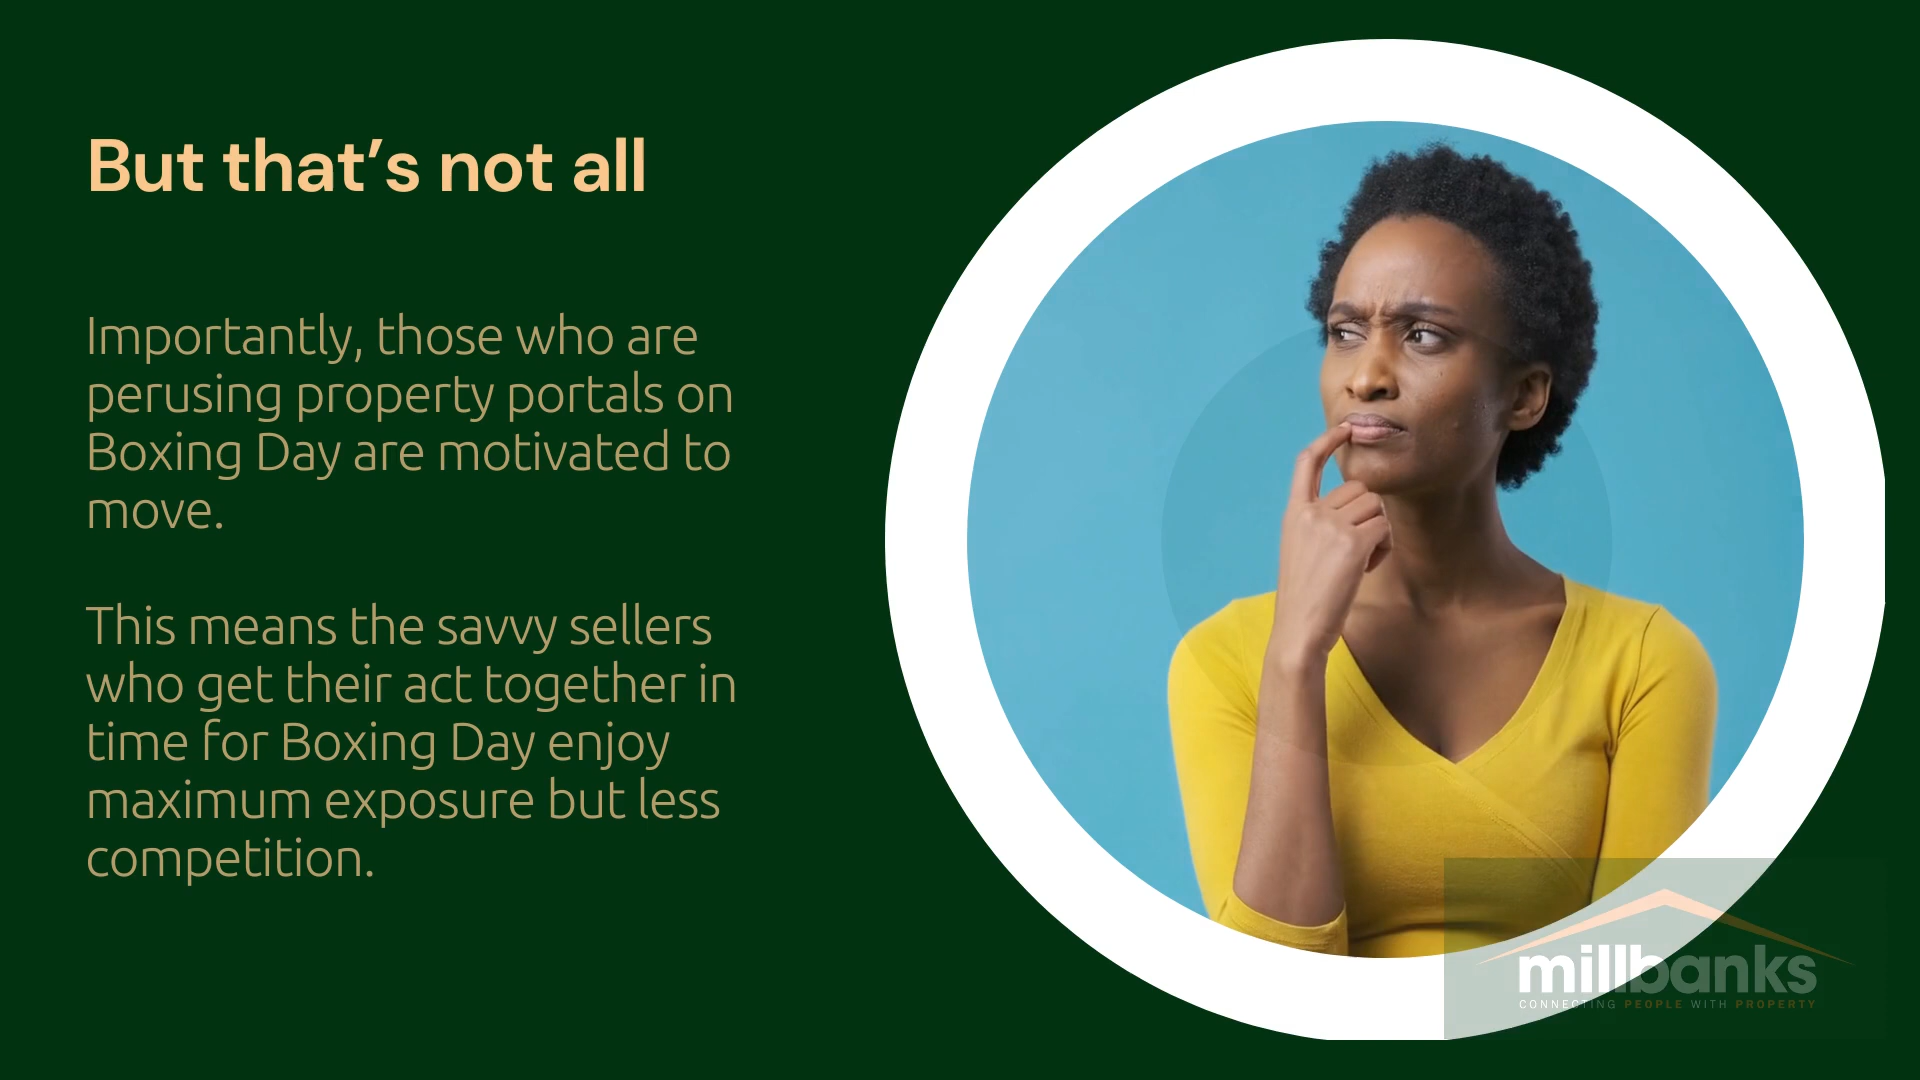 But that’s not all
Importantly, those who are
perusing property portals on
Boxing Day are motivated to
move.
This means the savvy sellers
who get their act together in
time for Boxing Day enjoy
maximum exposure but less
competition.
millbanks
CONNECTING PEOPLE WITH PROPERTY